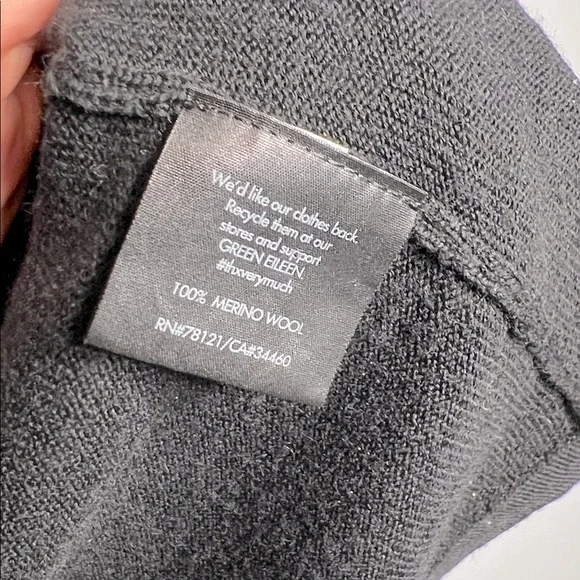 We'd like our clothes back.
Recycle them at our
stores and support
GREEN EILEEN.
#thxverymuch
100% MERINO WOOL
RN#78121/CA#34460